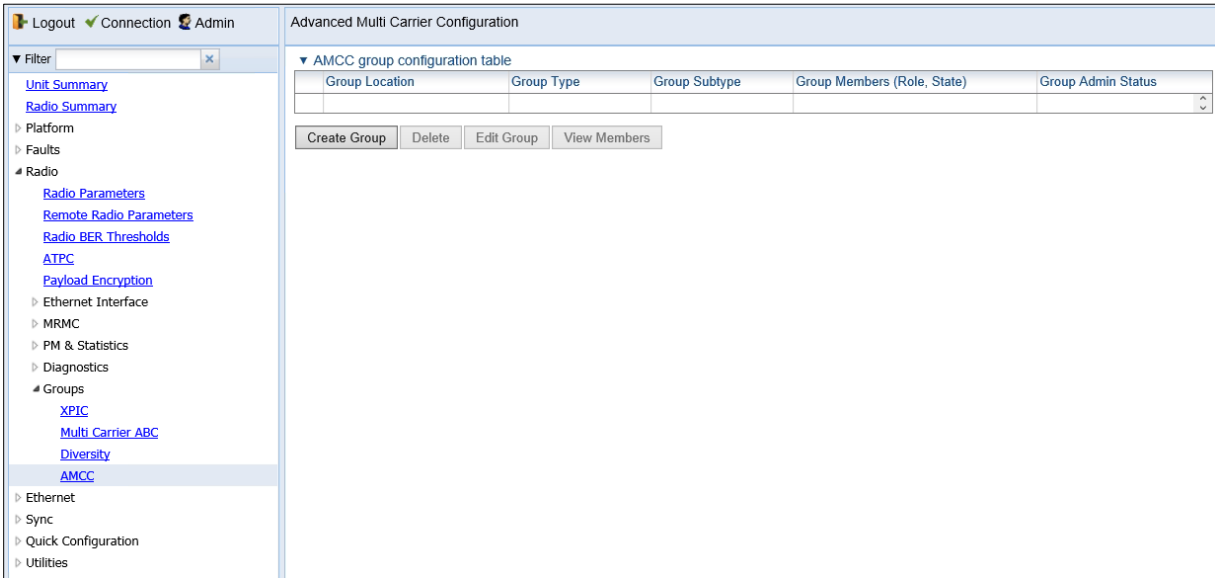 Logout Connection Admin
Advanced Multi Carrier Configuration
▼ Filter
Unit Summary
Radio Summary
Platform
Faults
Radio
Radio Parameters
Remote Radio Parameters
Radio BER Thresholds
ATPC
Payload Encryption
Ethernet Interface
MRMC
PM & Statistics
Diagnostics
Groups
XPIC
Multi Carrier ABC
Diversity
AMCC
Ethernet
Sync
Quick Configuration
Utilities
▼ AMCC group configuration table
Group Location Group Type Group Subtype Group Members (Role, State) Group Admin Status
Create Group Delete Edit Group View Members